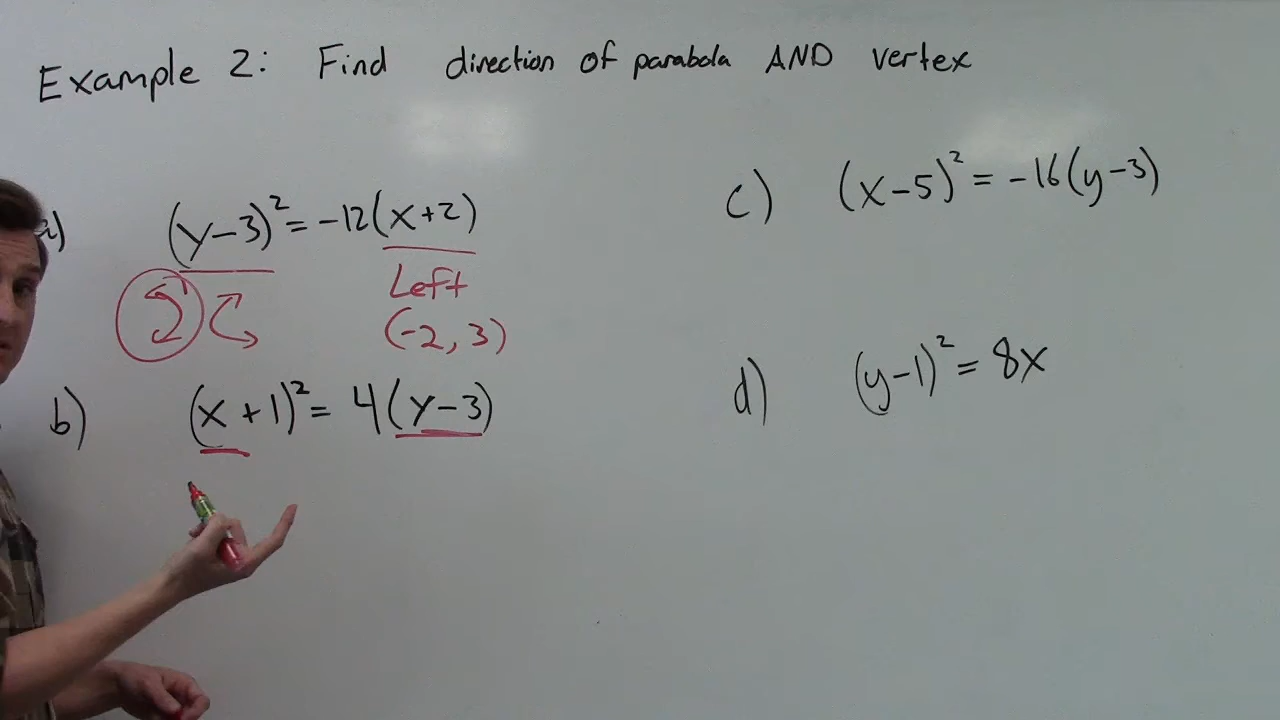 Example 2: Find direction of parabola AND vertex
a) (y-3)² = -12(x+2)
Left
(-2, 3)
b) (x+1)² = 4(y-3)
c) (x-5)² = -16(y-3)
d) (y-1)² = 8x